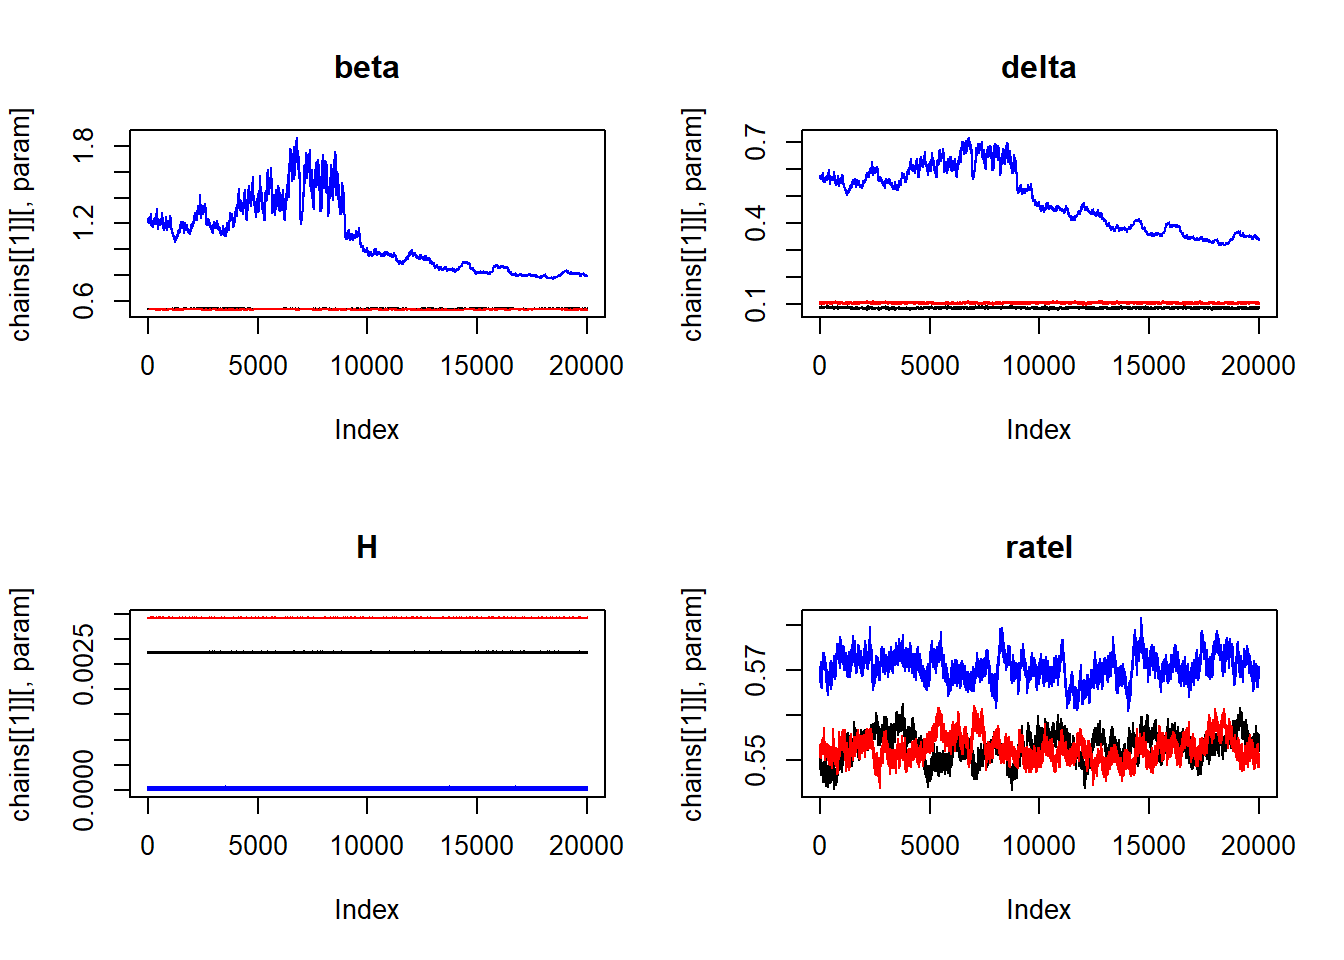 beta
chains[[1]][, param]
0.6 1.2 1.8
0 5000 10000 15000 20000
Index
delta
chains[[1]][, param]
0.1 0.4 0.7
0 5000 10000 15000 20000
Index
H
chains[[1]][, param]
0.0000 0.0025
0 5000 10000 15000 20000
Index
rateI
chains[[1]][, param]
0.55 0.57
0 5000 10000 15000 20000
Index